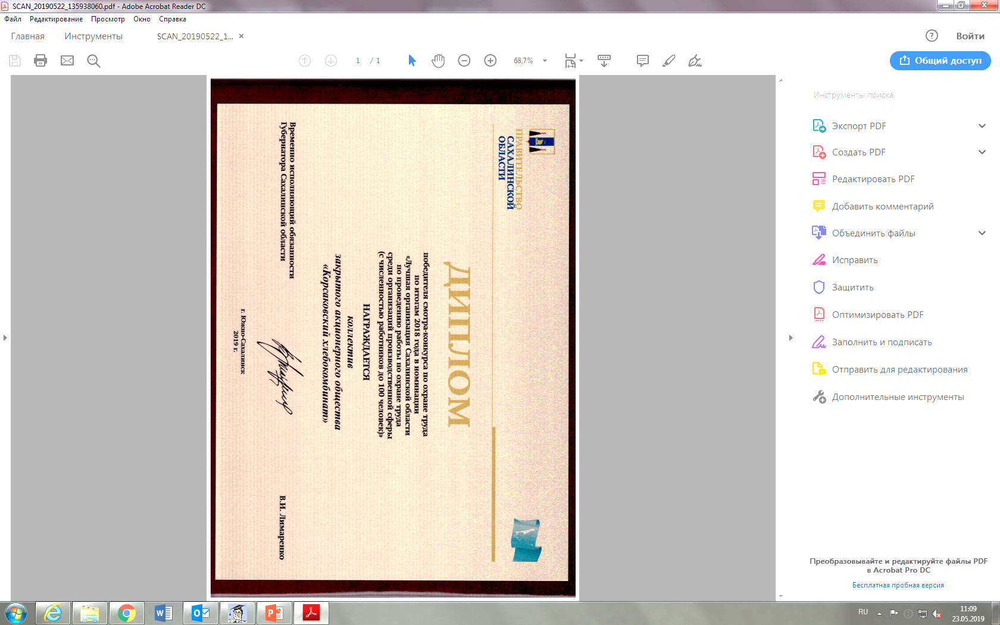 SCAN_20190522_135938060.pdf - Adobe Acrobat Reader DC
Файл Редактирование Просмотр Окно Справка
Главная Инструменты SCAN_20190522_1... ×
? Войти
1 / 1
68,7%
Общий доступ
ПРАВИТЕЛЬСТВО
САХАЛИНСКОЙ
ОБЛАСТИ
ДИПЛОМ
победителя смотра-конкурса по охране труда
по итогам 2018 года в номинации
«Лучшая организация Сахалинской области
по проведению работы по охране труда
среди организаций производственной сферы
(с численностью работников до 100 человек)»
НАГРАЖДАЕТСЯ
коллектив
закрытого акционерного общества
«Корсаковский хлебокомбинат»
Временно исполняющий обязанности
Губернатора Сахалинской области
В.И. Лимаренко
г. Южно-Сахалинск
2019 г.
Инструменты поиска
Экспорт PDF
Создать PDF
Редактировать PDF
Добавить комментарий
Объединить файлы
Исправить
Защитить
Оптимизировать PDF
Заполнить и подписать
Отправить для редактирования
Дополнительные инструменты
Преобразовывайте и редактируйте файлы PDF
в Acrobat Pro DC
Бесплатная пробная версия
RU
11:09
23.05.2019